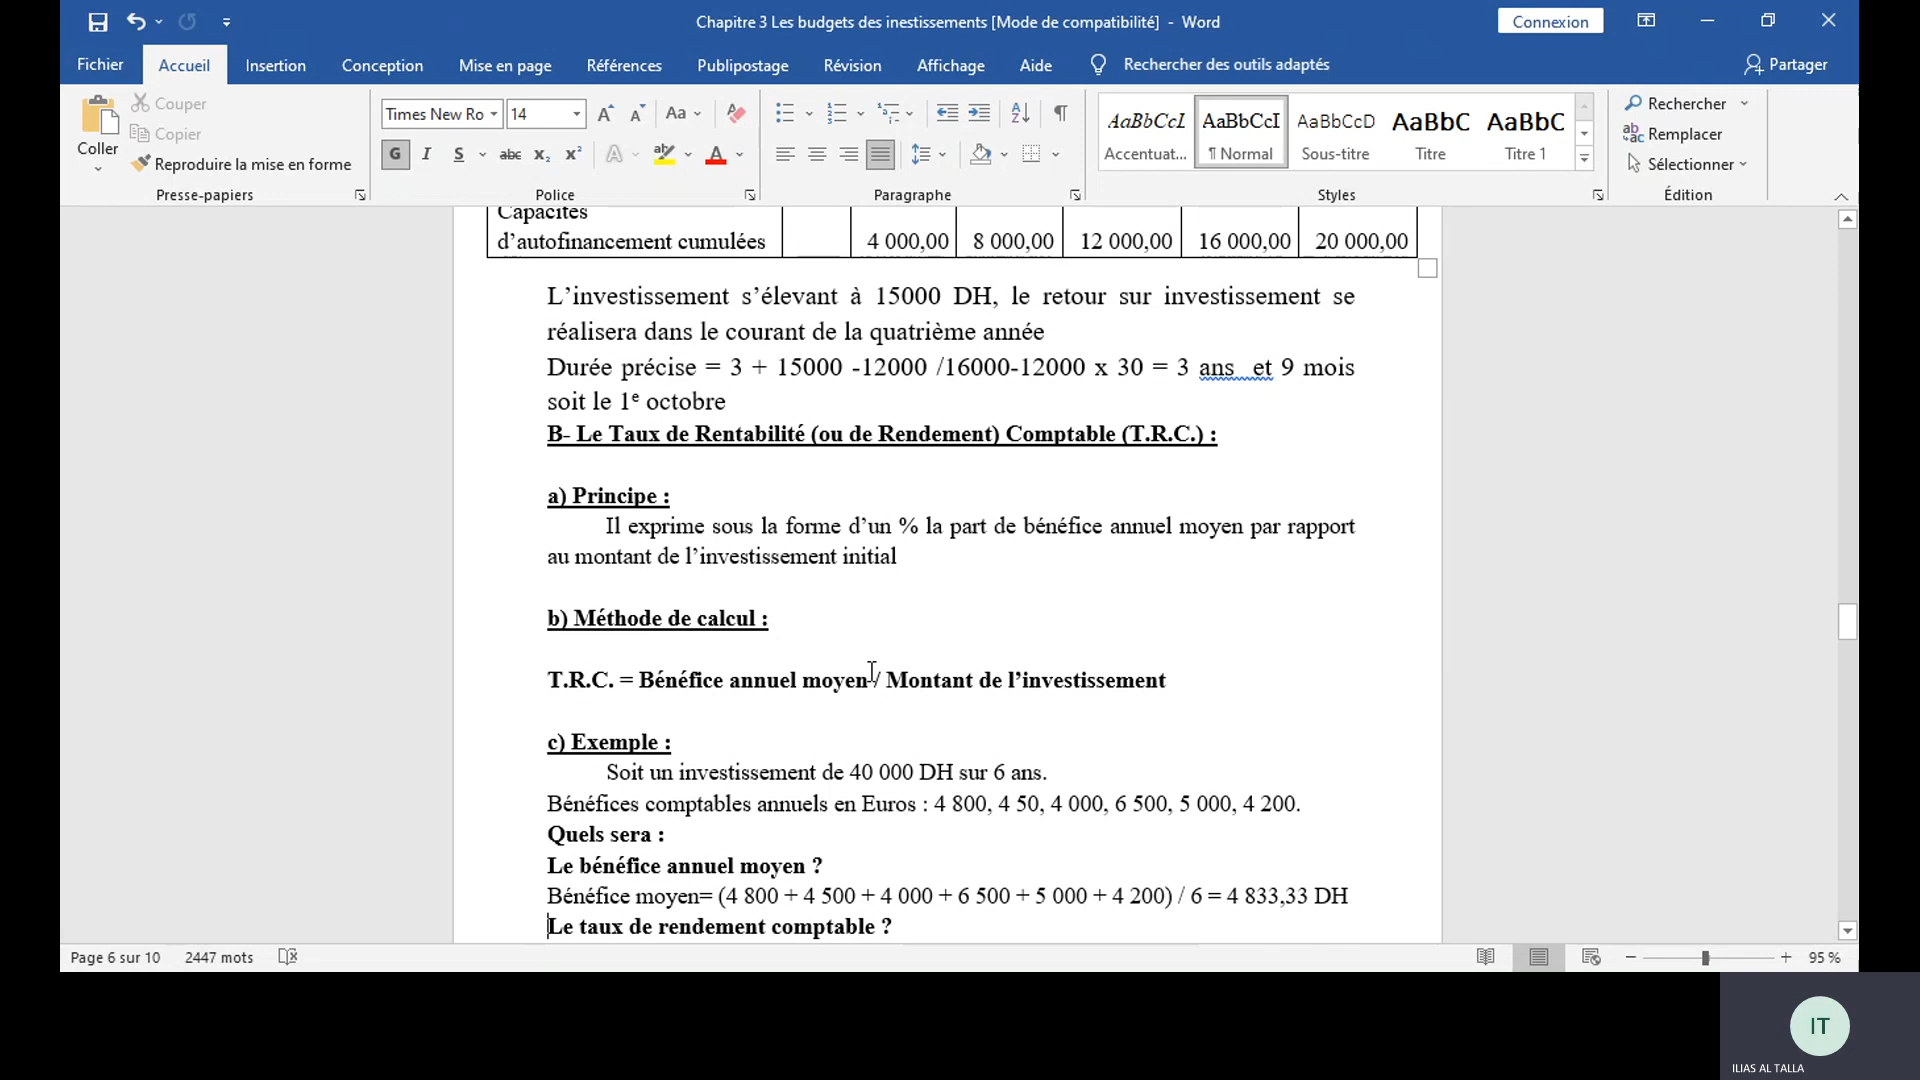 Chapitre 3 Les budgets des inestissements [Mode de compatibilité] - Word
Connexion
Fichier Accueil Insertion Conception Mise en page Références Publipostage Révision Affichage Aide Rechercher des outils adaptés Partager
Coller
Couper
Copier
Reproduire la mise en forme
Presse-papiers
Times New Ro 14
Aa
G I S abc x₂ x²
A A
Police
Paragraphe
AaBbCcI AaBbCcI AaBbCcD AaBbC AaBbC
Accentuat... ¶ Normal Sous-titre Titre Titre 1
Styles
Rechercher
Remplacer
Sélectionner
Édition
Capacités
d’autofinancement cumulées 4 000,00 8 000,00 12 000,00 16 000,00 20 000,00
L’investissement s’élevant à 15000 DH, le retour sur investissement se
réalisera dans le courant de la quatrième année
Durée précise = 3 + 15000 -12000 /16000-12000 x 30 = 3 ans et 9 mois
soit le 1ᵉ octobre
B- Le Taux de Rentabilité (ou de Rendement) Comptable (T.R.C.) :
a) Principe :
Il exprime sous la forme d’un % la part de bénéfice annuel moyen par rapport
au montant de l’investissement initial
b) Méthode de calcul :
T.R.C. = Bénéfice annuel moyen / Montant de l’investissement
c) Exemple :
Soit un investissement de 40 000 DH sur 6 ans.
Bénéfices comptables annuels en Euros : 4 800, 4 50, 4 000, 6 500, 5 000, 4 200.
Quels sera :
Le bénéfice annuel moyen ?
Bénéfice moyen= (4 800 + 4 500 + 4 000 + 6 500 + 5 000 + 4 200) / 6 = 4 833,33 DH
Le taux de rendement comptable ?
Page 6 sur 10 2447 mots 95 %
IT
ILIAS AL TALLA